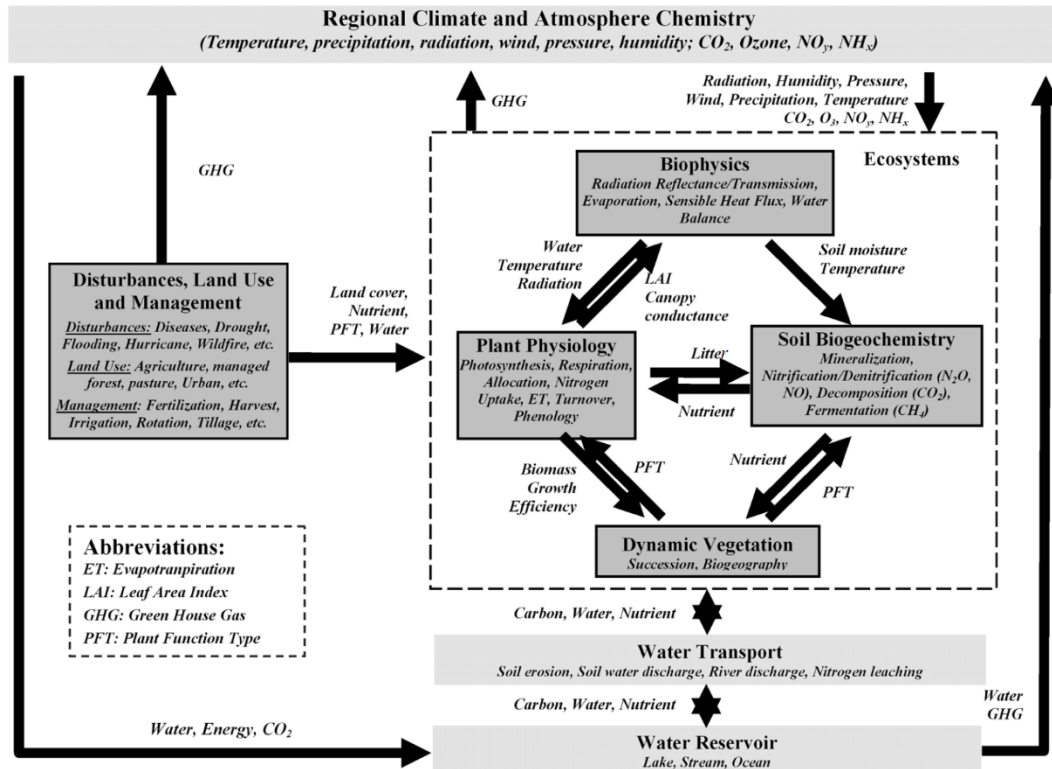 Regional Climate and Atmosphere Chemistry
(Temperature, precipitation, radiation, wind, pressure, humidity; CO₂, Ozone, NOy, NHx)
GHG
GHG
Radiation, Humidity, Pressure,
Wind, Precipitation, Temperature
CO₂, O₃, NOy, NHx
Ecosystems
Biophysics
Radiation Reflectance/Transmission,
Evaporation, Sensible Heat Flux, Water
Balance
Water
Temperature
Radiation
LAI
Canopy
conductance
Soil moisture
Temperature
Disturbances, Land Use
and Management
Disturbances: Diseases, Drought,
Flooding, Hurricane, Wildfire, etc.
Land Use: Agriculture, managed
forest, pasture, Urban, etc.
Management: Fertilization, Harvest,
Irrigation, Rotation, Tillage, etc.
Land cover,
Nutrient,
PFT, Water
Plant Physiology
Photosynthesis, Respiration,
Allocation, Nitrogen
Uptake, ET, Turnover,
Phenology
Litter
Nutrient
Soil Biogeochemistry
Mineralization,
Nitrification/Denitrification (N₂O,
NO), Decomposition (CO₂),
Fermentation (CH₄)
Biomass
Growth
Efficiency
PFT
Nutrient
PFT
Dynamic Vegetation
Succession, Biogeography
Abbreviations:
ET: Evapotranpiration
LAI: Leaf Area Index
GHG: Green House Gas
PFT: Plant Function Type
Carbon, Water, Nutrient
Water Transport
Soil erosion, Soil water discharge, River discharge, Nitrogen leaching
Carbon, Water, Nutrient
Water
GHG
Water, Energy, CO₂
Water Reservoir
Lake, Stream, Ocean